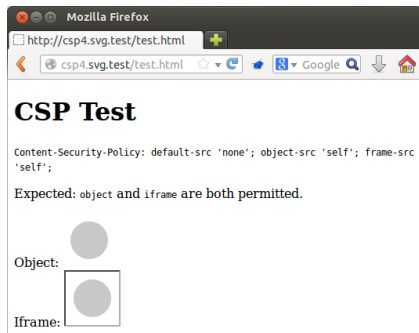 Mozilla Firefox
http://csp4.svg.test/test.html
csp4.svg.test/test.html
Google
CSP Test
Content-Security-Policy: default-src 'none'; object-src 'self'; frame-src
'self';
Expected: object and iframe are both permitted.
Object:
Iframe: